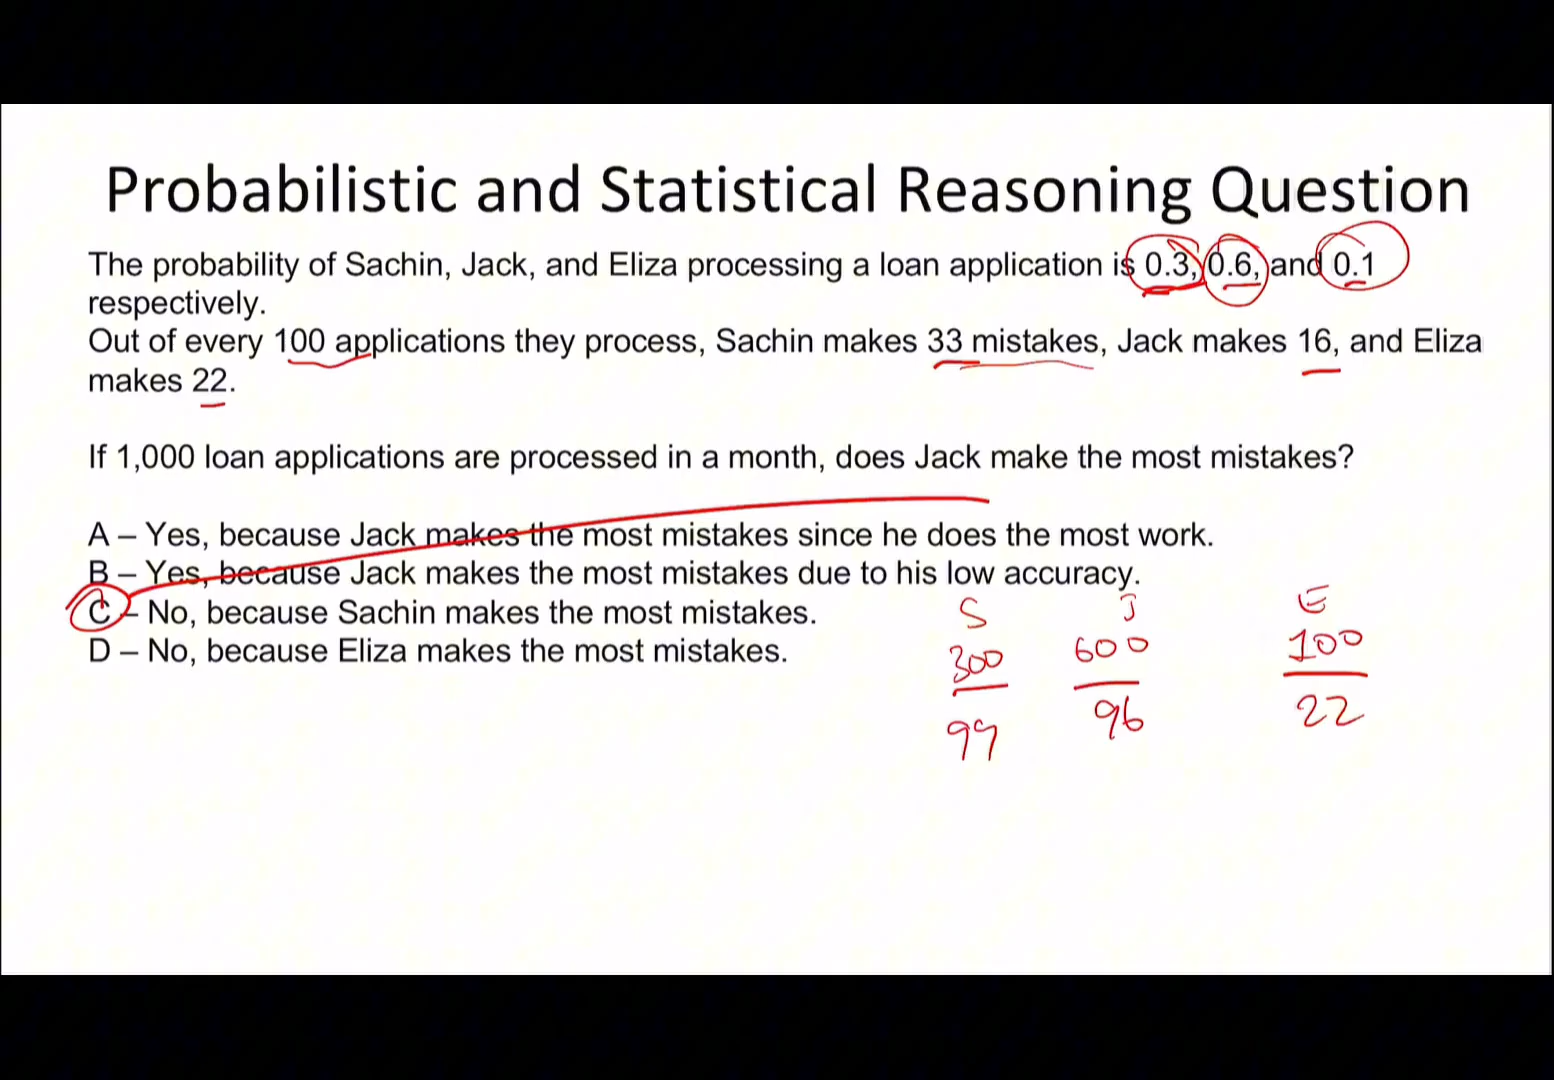 Probabilistic and Statistical Reasoning Question
The probability of Sachin, Jack, and Eliza processing a loan application is 0.3, 0.6, and 0.1
respectively.
Out of every 100 applications they process, Sachin makes 33 mistakes, Jack makes 16, and Eliza
makes 22.
If 1,000 loan applications are processed in a month, does Jack make the most mistakes?
A – Yes, because Jack makes the most mistakes since he does the most work.
B – Yes, because Jack makes the most mistakes due to his low accuracy.
C – No, because Sachin makes the most mistakes.
D – No, because Eliza makes the most mistakes.
S J E
300 600 100
99 96 22